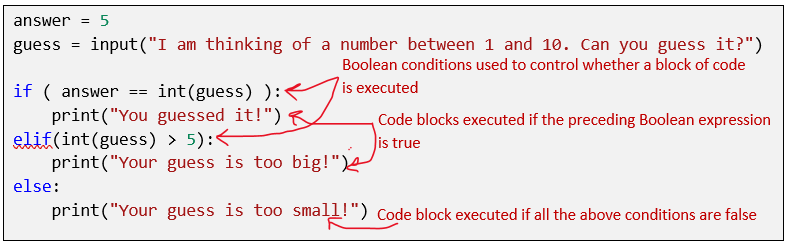 answer = 5
guess = input("I am thinking of a number between 1 and 10. Can you guess it?")
Boolean conditions used to control whether a block of code
is executed
if ( answer == int(guess) ):
    print("You guessed it!")
Code blocks executed if the preceding Boolean expression
is true
elif(int(guess) > 5):
    print("Your guess is too big!")
else:
    print("Your guess is too small!")
Code block executed if all the above conditions are false